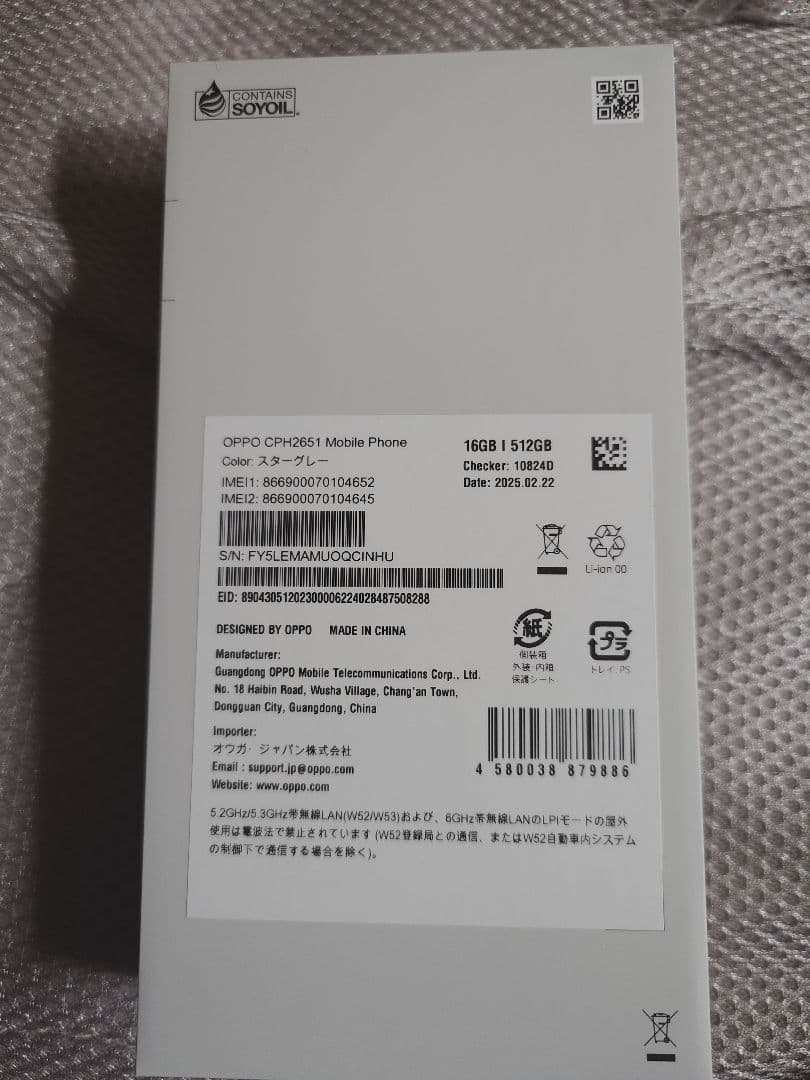 CONTAINS
SOYOIL
OPPO CPH2651 Mobile Phone
Color: スターグレー
IMEI1: 866900070104652
IMEI2: 866900070104645
16GB | 512GB
Checker: 10824D
Date: 2025.02.22
S/N: FY5LEMAMUOQCINHU
EID: 89043051202300006224028487508288
Li-ion 00
DESIGNED BY OPPO MADE IN CHINA
紙
個装箱
外装・内箱
保護シート
プラ
トレイ:PS
Manufacturer:
Guangdong OPPO Mobile Telecommunications Corp., Ltd.
No. 18 Haibin Road, Wusha Village, Chang'an Town,
Dongguan City, Guangdong, China
Importer:
オウガ・ジャパン株式会社
Email : support.jp@oppo.com
Website: www.oppo.com
4 580038 879886
5.2GHz/5.3GHz帯無線LAN(W52/W53)および、6GHz帯無線LANのLPIモードの屋外
使用は電波法で禁止されています (W52登録局との通信、またはW52自動車内システム
の制御下で通信する場合を除く)。